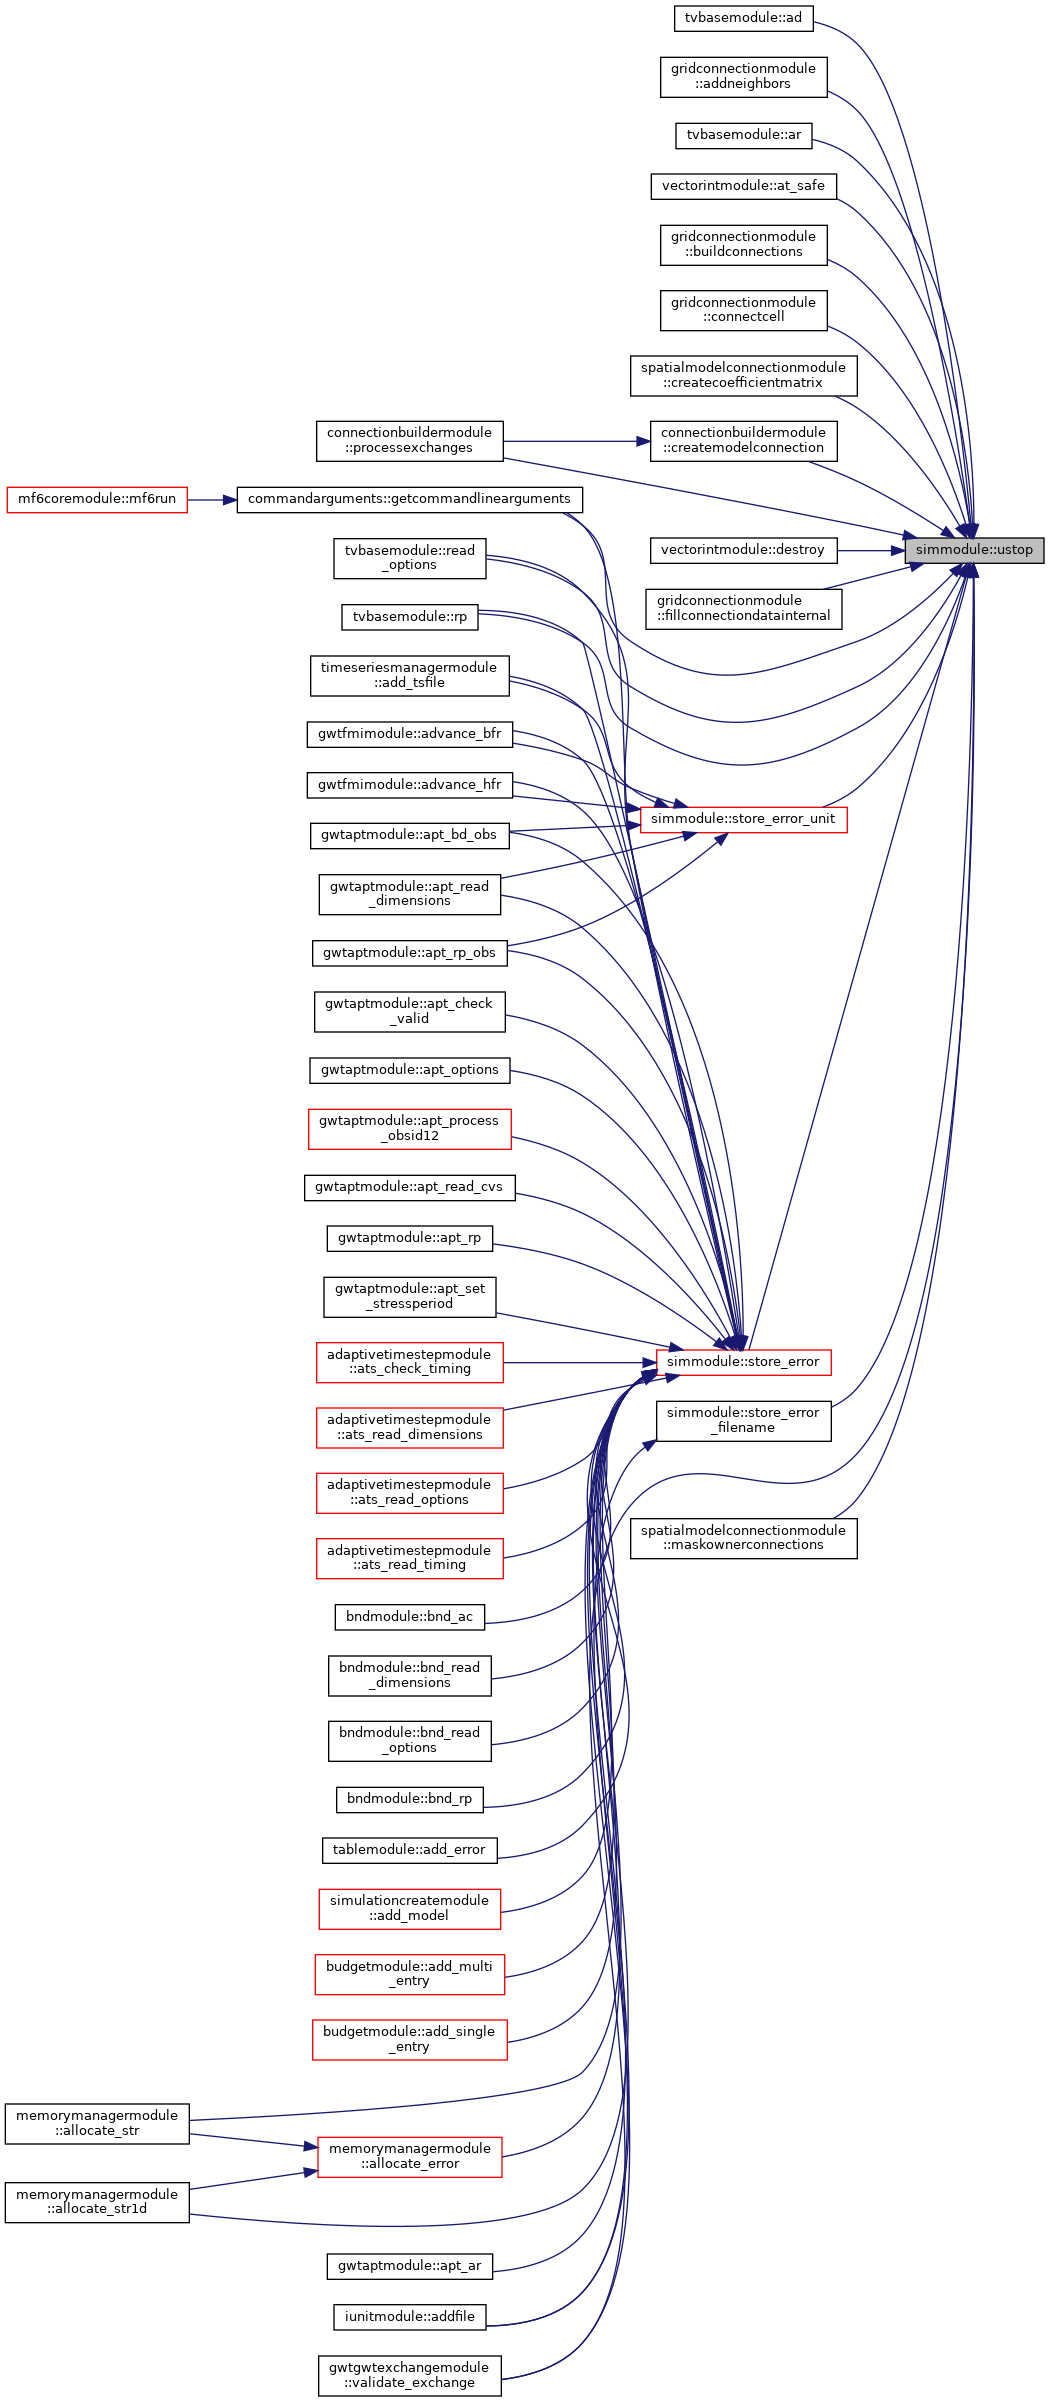 tvbasemodule::ad
gridconnectionmodule
::addneighbors
tvbasemodule::ar
vectorintmodule::at_safe
gridconnectionmodule
::buildconnections
gridconnectionmodule
::connectcell
spatialmodelconnectionmodule
::createcoefficientmatrix
connectionbuildermodule
::processexchanges
connectionbuildermodule
::createmodelconnection
mf6coremodule::mf6run
commandarguments::getcommandlinearguments
tvbasemodule::read
_options
vectorintmodule::destroy
simmodule::ustop
gridconnectionmodule
::fillconnectiondatainternal
tvbasemodule::rp
timeseriesmanagermodule
::add_tsfile
gwtfmimodule::advance_bfr
gwtfmimodule::advance_hfr
simmodule::store_error_unit
gwtaptmodule::apt_bd_obs
gwtaptmodule::apt_read
_dimensions
gwtaptmodule::apt_rp_obs
gwtaptmodule::apt_check
_valid
gwtaptmodule::apt_options
gwtaptmodule::apt_process
_obsid12
gwtaptmodule::apt_read_cvs
gwtaptmodule::apt_rp
gwtaptmodule::apt_set
_stressperiod
adaptivetimestepmodule
::ats_check_timing
simmodule::store_error
adaptivetimestepmodule
::ats_read_dimensions
simmodule::store_error
_filename
adaptivetimestepmodule
::ats_read_options
adaptivetimestepmodule
::ats_read_timing
spatialmodelconnectionmodule
::maskownerconnections
bndmodule::bnd_ac
bndmodule::bnd_read
_dimensions
bndmodule::bnd_read
_options
bndmodule::bnd_rp
tablemodule::add_error
simulationcreatemodule
::add_model
budgetmodule::add_multi
_entry
budgetmodule::add_single
_entry
memorymanagermodule
::allocate_str
memorymanagermodule
::allocate_error
memorymanagermodule
::allocate_str1d
gwtaptmodule::apt_ar
iunitmodule::addfile
gwtgwtexchangemodule
::validate_exchange